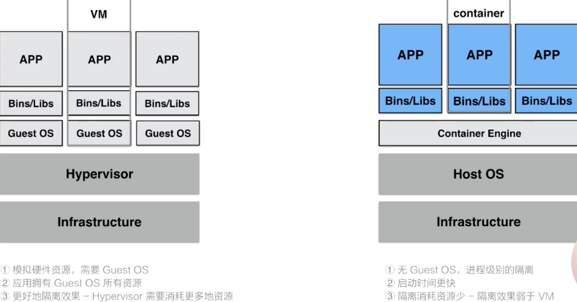 VM
APP APP APP
Bins/Libs Bins/Libs Bins/Libs
Guest OS Guest OS Guest OS
Hypervisor
Infrastructure
① 模拟硬件资源，需要 Guest OS
② 应用拥有 Guest OS 所有资源
③ 更好地隔离效果 – Hypervisor 需要消耗更多地资源
container
APP APP APP
Bins/Libs Bins/Libs Bins/Libs
Container Engine
Host OS
Infrastructure
① 无 Guest OS，进程级别的隔离
② 启动时间更快
③ 隔离消耗资源少 – 隔离效果弱于 VM